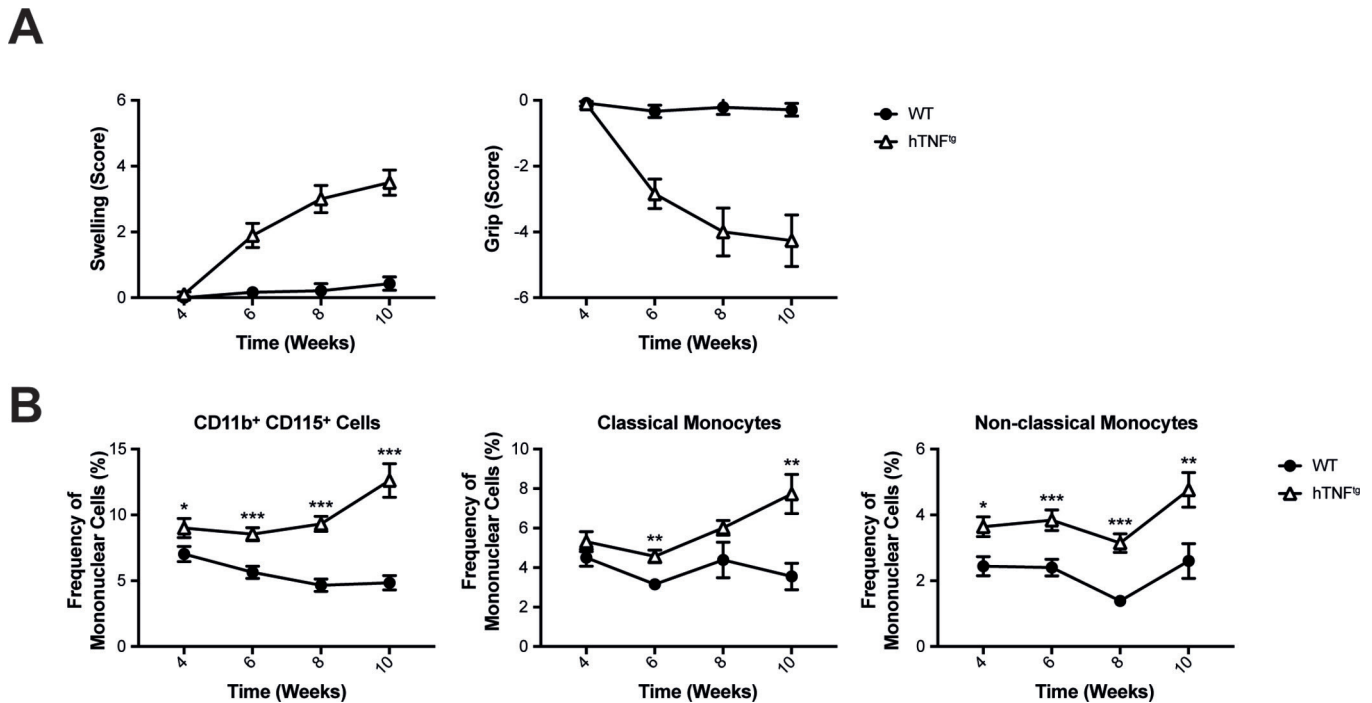 A
Swelling (Score)
6
4
2
0
4
6
8
10
Time (Weeks)
Grip (Score)
0
-2
-4
-6
4
6
8
10
Time (Weeks)
WT
hTNFtg
B
CD11b+ CD115+ Cells
Frequency of
Mononuclear Cells (%)
15
10
5
0
*
***
***
***
4
6
8
10
Time (Weeks)
Classical Monocytes
Frequency of
Mononuclear Cells (%)
10
8
6
4
2
0
**
**
4
6
8
10
Time (Weeks)
Non-classical Monocytes
Frequency of
Mononuclear Cells (%)
6
4
2
0
*
***
***
**
4
6
8
10
Time (Weeks)
WT
hTNFtg